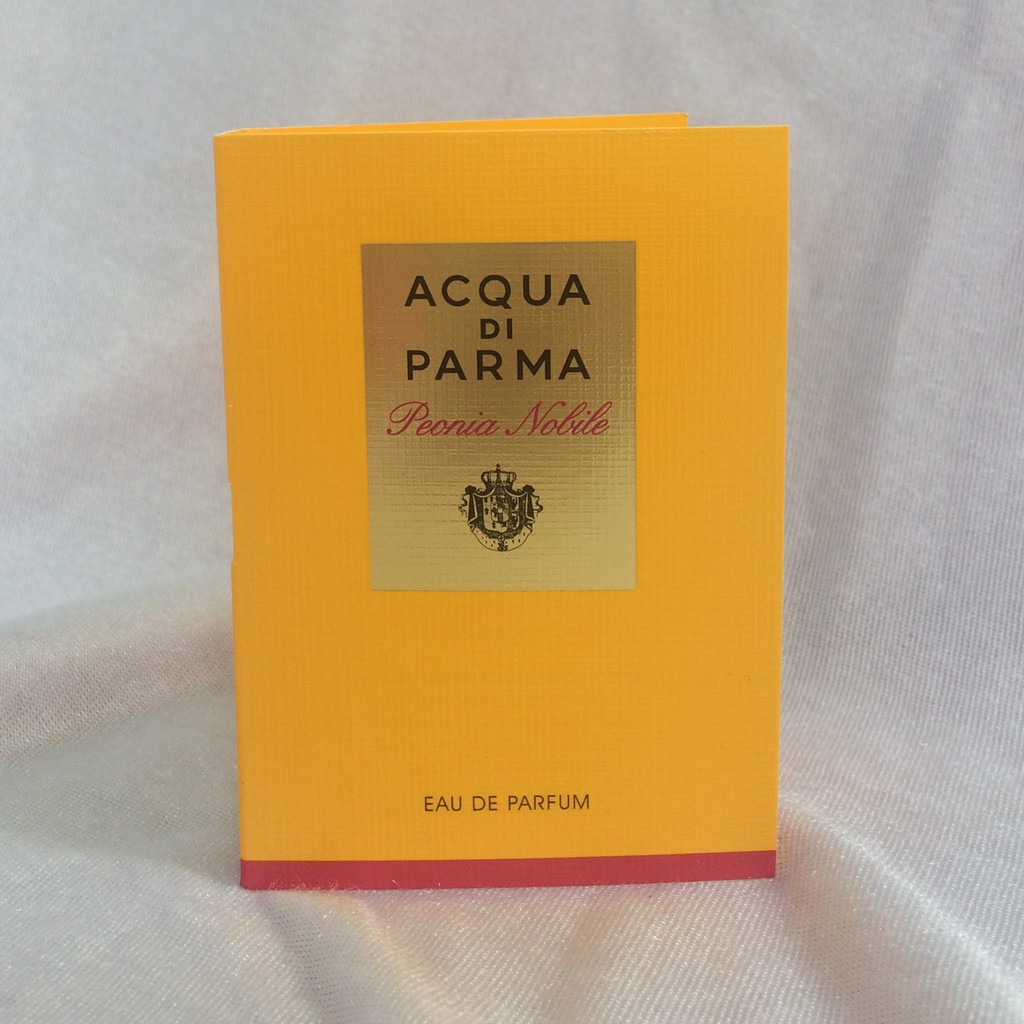 ACQUA
DI
PARMA
Peonia Nobile
EAU DE PARFUM